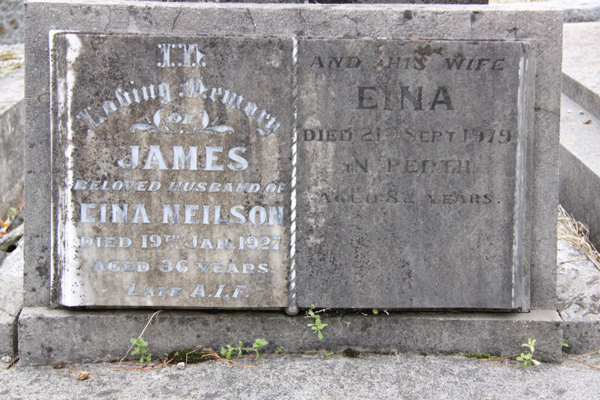 In
Loving Memory
OF
JAMES
BELOVED HUSBAND OF
EINA NEILSON
DIED 19TH JAN. 1927
AGED 36 YEARS.
LATE A.I.F.
AND HIS WIFE
EINA
DIED 21ST SEPT. 1979
IN PERTH
AGED 82 YEARS.